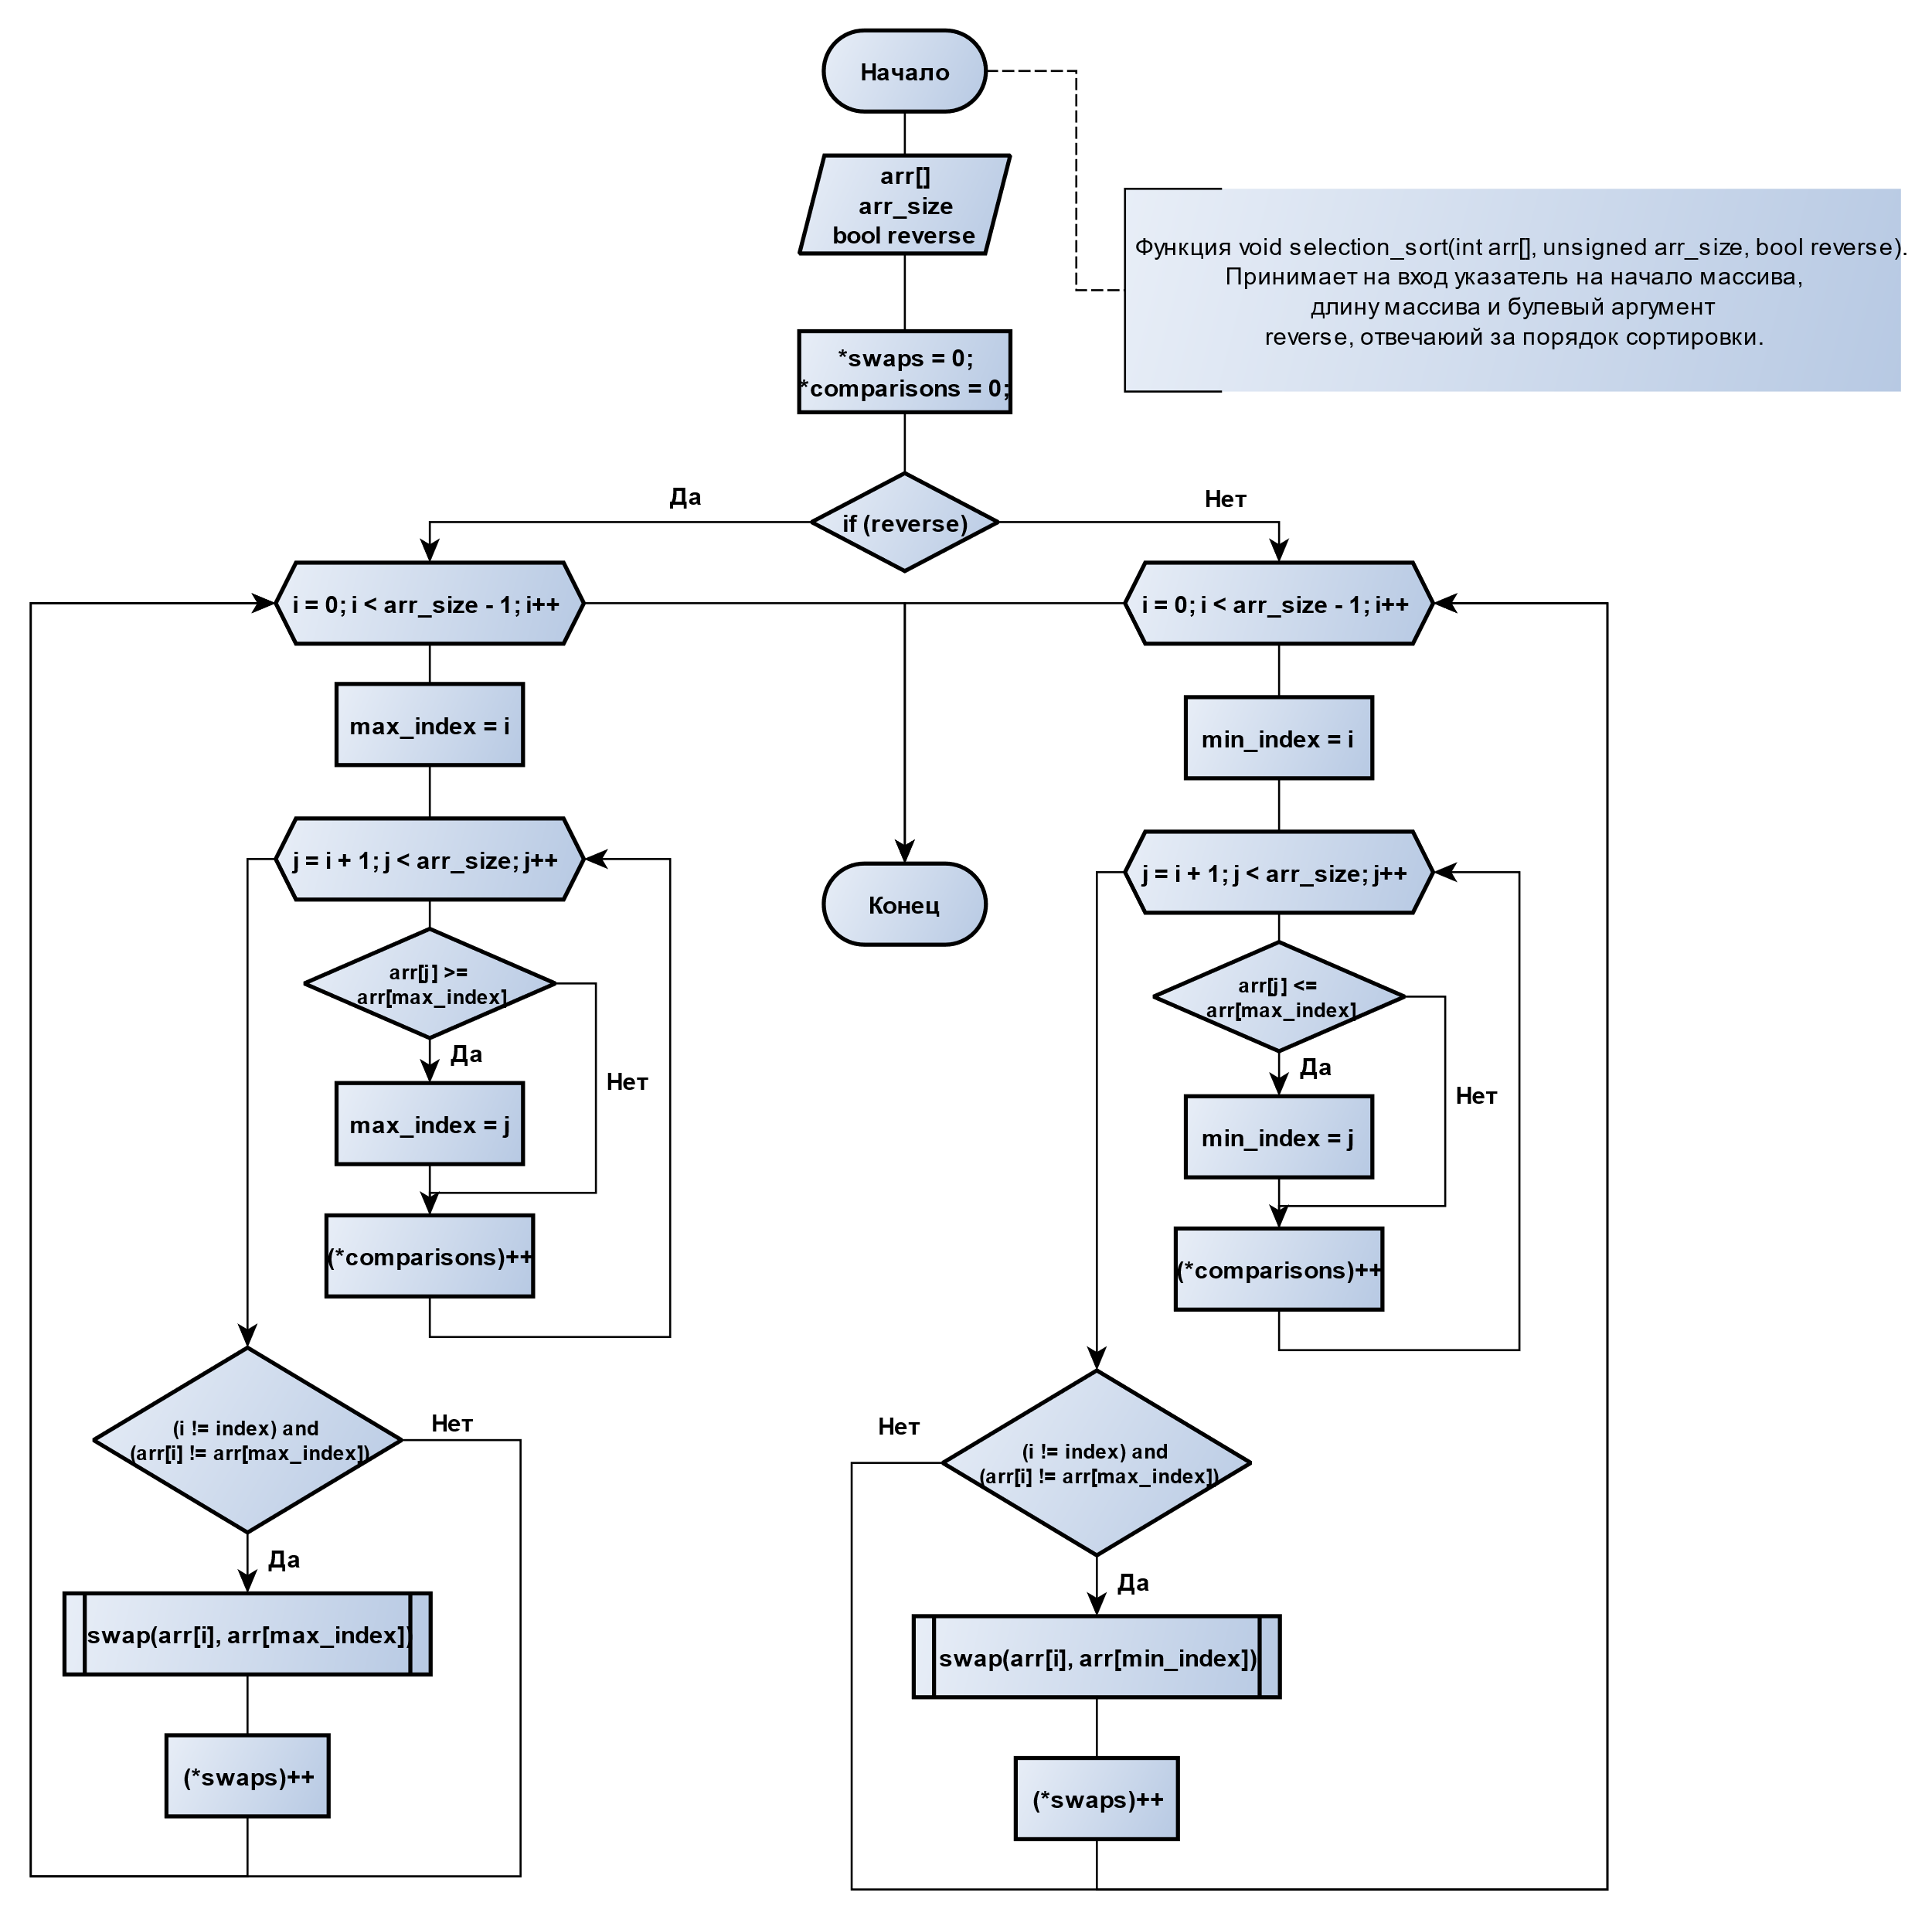 Начало
arr[]
arr_size
bool reverse
Функция void selection_sort(int arr[], unsigned arr_size, bool reverse).
Принимает на вход указатель на начало массива,
длину массива и булевый аргумент
reverse, отвечаюий за порядок сортировки.
*swaps = 0;
*comparisons = 0;
if (reverse)
Да
Нет
i = 0; i < arr_size - 1; i++
max_index = i
j = i + 1; j < arr_size; j++
arr[j] >=
arr[max_index]
Да
Нет
max_index = j
(*comparisons)++
(i != index) and
(arr[i] != arr[max_index])
Нет
Да
swap(arr[i], arr[max_index])
(*swaps)++
Конец
i = 0; i < arr_size - 1; i++
min_index = i
j = i + 1; j < arr_size; j++
arr[j] <=
arr[max_index]
Да
Нет
min_index = j
(*comparisons)++
Нет
(i != index) and
(arr[i] != arr[max_index])
Да
swap(arr[i], arr[min_index])
(*swaps)++